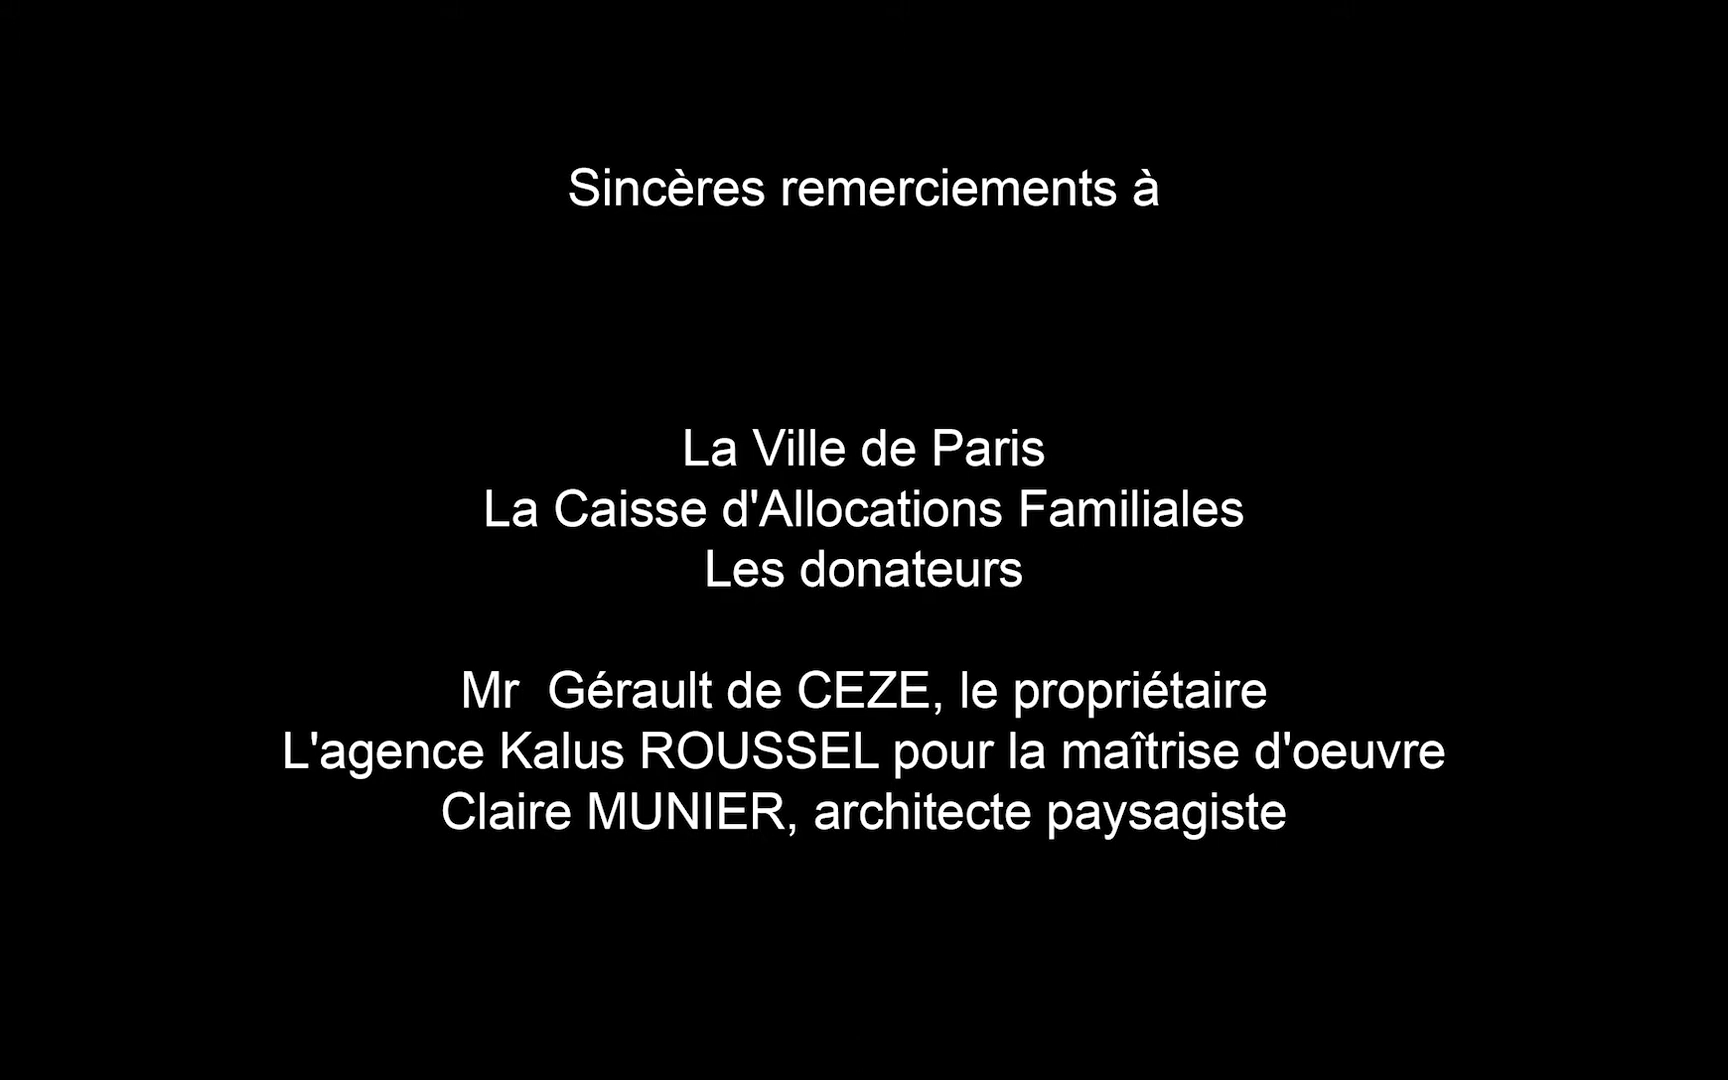 Sincères remerciements à
La Ville de Paris
La Caisse d'Allocations Familiales
Les donateurs
Mr  Gérault de CEZE, le propriétaire
L'agence Kalus ROUSSEL pour la maîtrise d'oeuvre
Claire MUNIER, architecte paysagiste